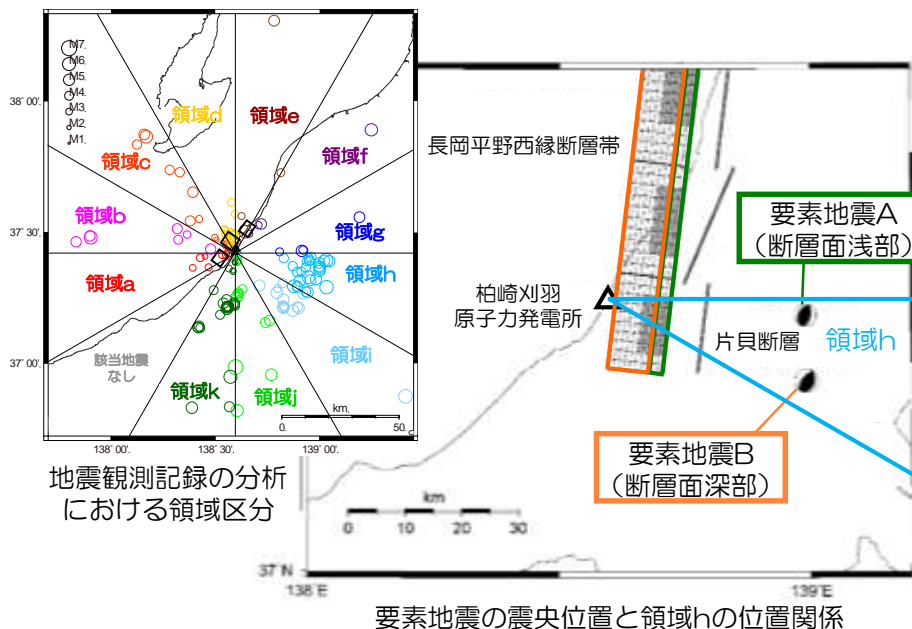 M7.
M6.
M5.
M4.
M3.
M2.
M1.
38° 00'.
37° 30'.
37° 00'.
138° 00'.
138° 30'.
139° 00'.
領域d
領域e
領域c
領域f
領域b
領域g
領域a
領域h
該当地震
なし
領域i
領域k
領域j
km.
0.
50.
地震観測記録の分析
における領域区分
長岡平野西縁断層帯
要素地震A
(断層面浅部)
柏崎刈羽
原子力発電所
片貝断層
領域h
要素地震B
(断層面深部)
km
0
10
20
30
37°N
138°E
139°E
要素地震の震央位置と領域hの位置関係